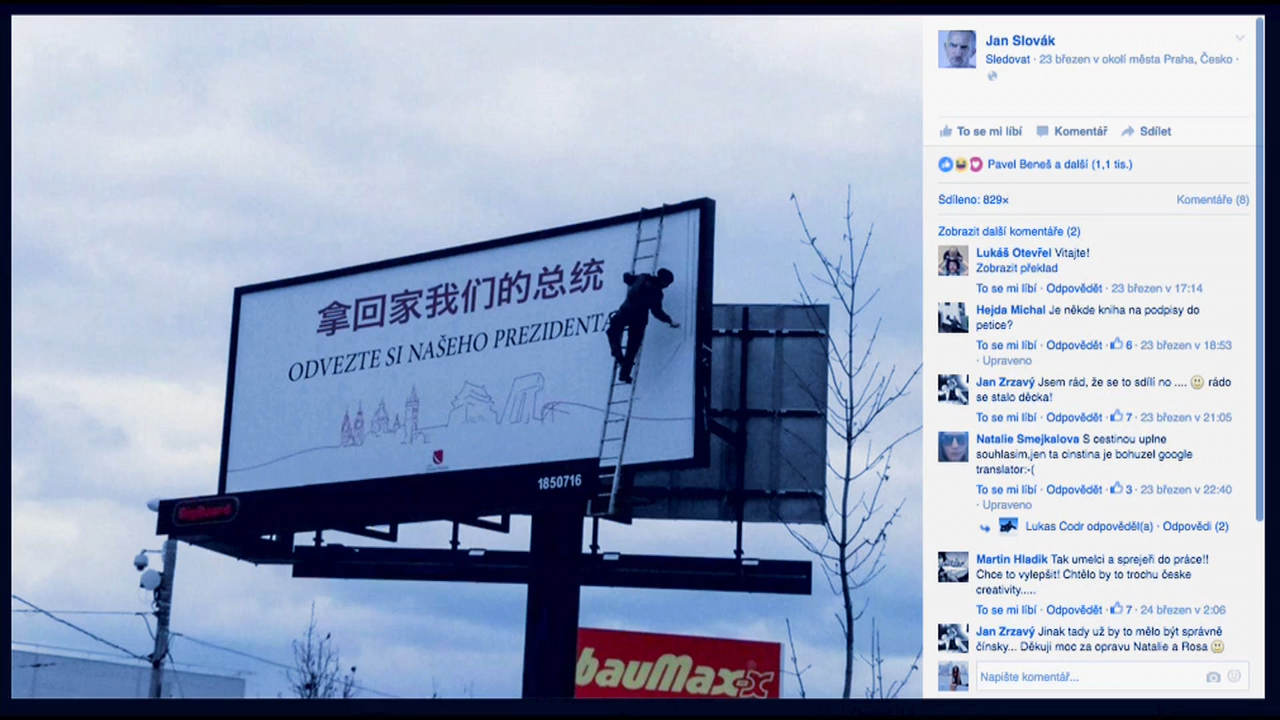 拿回家我们的总统
ODVEZTE SI NAŠEHO PREZIDENTA
1850716
bauMax-x
Jan Slovák
Sledovat · 23 březen v okolí města Praha, Česko ·
To se mi líbí Komentář Sdílet
Pavel Beneš a další (1,1 tis.)
Sdíleno: 829× Komentáře (8)
Zobrazit další komentáře (2)
Lukáš Otevřel Vitajte!
Zobrazit překlad
To se mi líbí · Odpovědět · 23 březen v 17:14
Hejda Michal Je někde kniha na podpisy do
petice?
To se mi líbí · Odpovědět · 6 · 23 březen v 18:53
· Upraveno
Jan Zrzavý Jsem rád, že se to sdílí no .... 🙂 rádo
se stalo děcka!
To se mi líbí · Odpovědět · 7 · 23 březen v 21:05
Natalie Smejkalova S cestinou uplne
souhlasim,jen ta cinstina je bohuzel google
translator:-(
To se mi líbí · Odpovědět · 3 · 23 březen v 22:40
· Upraveno
Lukas Codr odpověděl(a) · Odpovědi (2)
Martin Hladik Tak umelci a sprejeři do práce!!
Chce to vylepšit! Chtělo by to trochu česke
creativity.....
To se mi líbí · Odpovědět · 7 · 24 březen v 2:06
Jan Zrzavý Jinak tady už by to mělo být správně
čínsky... Děkuji moc za opravu Natalie a Rosa 🙂
Napište komentář...